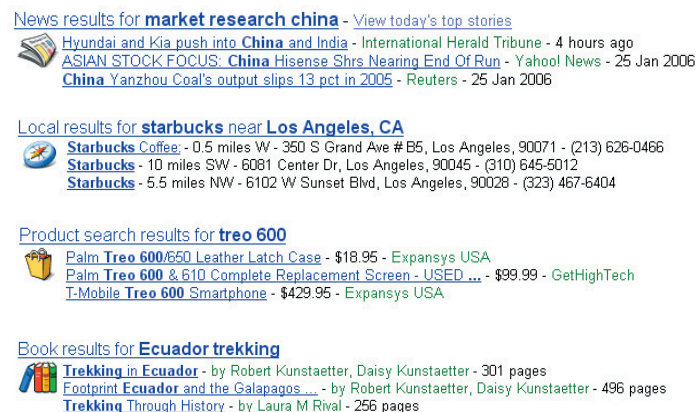 News results for market research china - View today's top stories
Hyundai and Kia push into China and India - International Herald Tribune - 4 hours ago
ASIAN STOCK FOCUS: China Hisense Shrs Nearing End Of Run - Yahoo! News - 25 Jan 2006
China Yanzhou Coal's output slips 13 pct in 2005 - Reuters - 25 Jan 2006
Local results for starbucks near Los Angeles, CA
Starbucks Coffee: - 0.5 miles W - 350 S Grand Ave # B5, Los Angeles, 90071 - (213) 626-0466
Starbucks - 10 miles SW - 6081 Center Dr, Los Angeles, 90045 - (310) 645-5012
Starbucks - 5.5 miles NW - 6102 W Sunset Blvd, Los Angeles, 90028 - (323) 467-6404
Product search results for treo 600
Palm Treo 600/650 Leather Latch Case - $18.95 - Expansys USA
Palm Treo 600 & 610 Complete Replacement Screen - USED ... - $99.99 - GetHighTech
T-Mobile Treo 600 Smartphone - $429.95 - Expansys USA
Book results for Ecuador trekking
Trekking in Ecuador - by Robert Kunstaetter, Daisy Kunstaetter - 301 pages
Footprint Ecuador and the Galapagos ... - by Robert Kunstaetter, Daisy Kunstaetter - 496 pages
Trekking Through History - by Laura M Rival - 256 pages